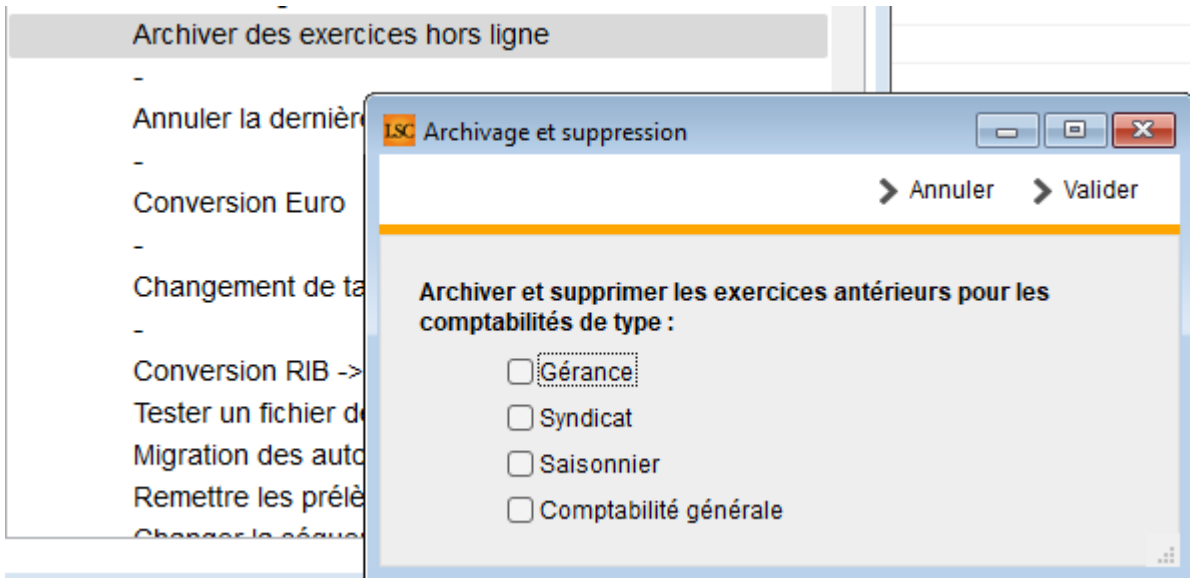 Archiver des exercices hors ligne
-
Annuler la dernièr
-
Conversion Euro
-
Changement de ta
-
Conversion RIB ->
Tester un fichier de
Migration des auto
Remettre les prélè
LSC Archivage et suppression
Annuler Valider
Archiver et supprimer les exercices antérieurs pour les
comptabilités de type :
Gérance
Syndicat
Saisonnier
Comptabilité générale